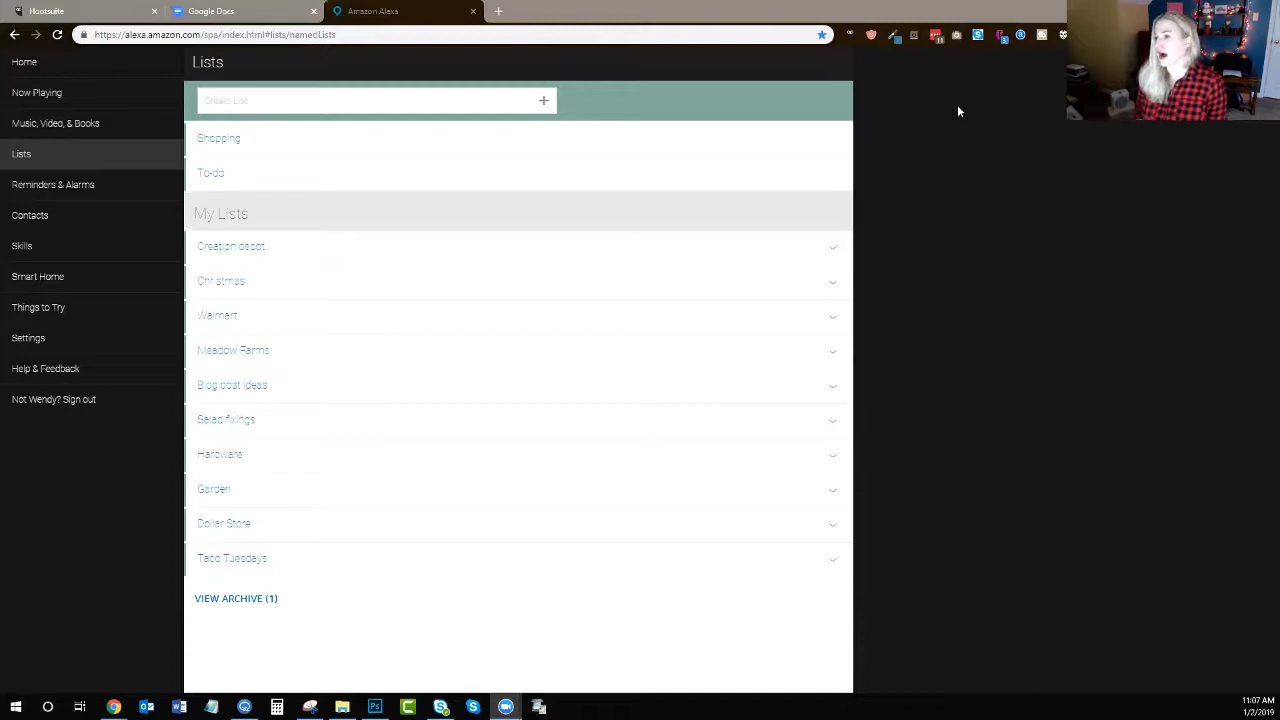 Hootsuite
Google Docs
Amazon Alexa
https://alexa.amazon.com/spa/index.html#lists/namedLists
Home
Now Playing
Music, Video, & Books
Lists
Reminders & Alarms
Contacts
Skills
Smart Home
Things to Try
Settings
Help & Feedback
Not Wendy? Sign out
Lists
Create List
Shopping
To-do
My Lists
Creation depot
Christmas
Walmart
Meadow Farms
Blog post ideas
Salad fixings
Hardware
Garden
Dollar Store
Taco Tuesdays
VIEW ARCHIVE (1)
11:07 AM
1/2/2019